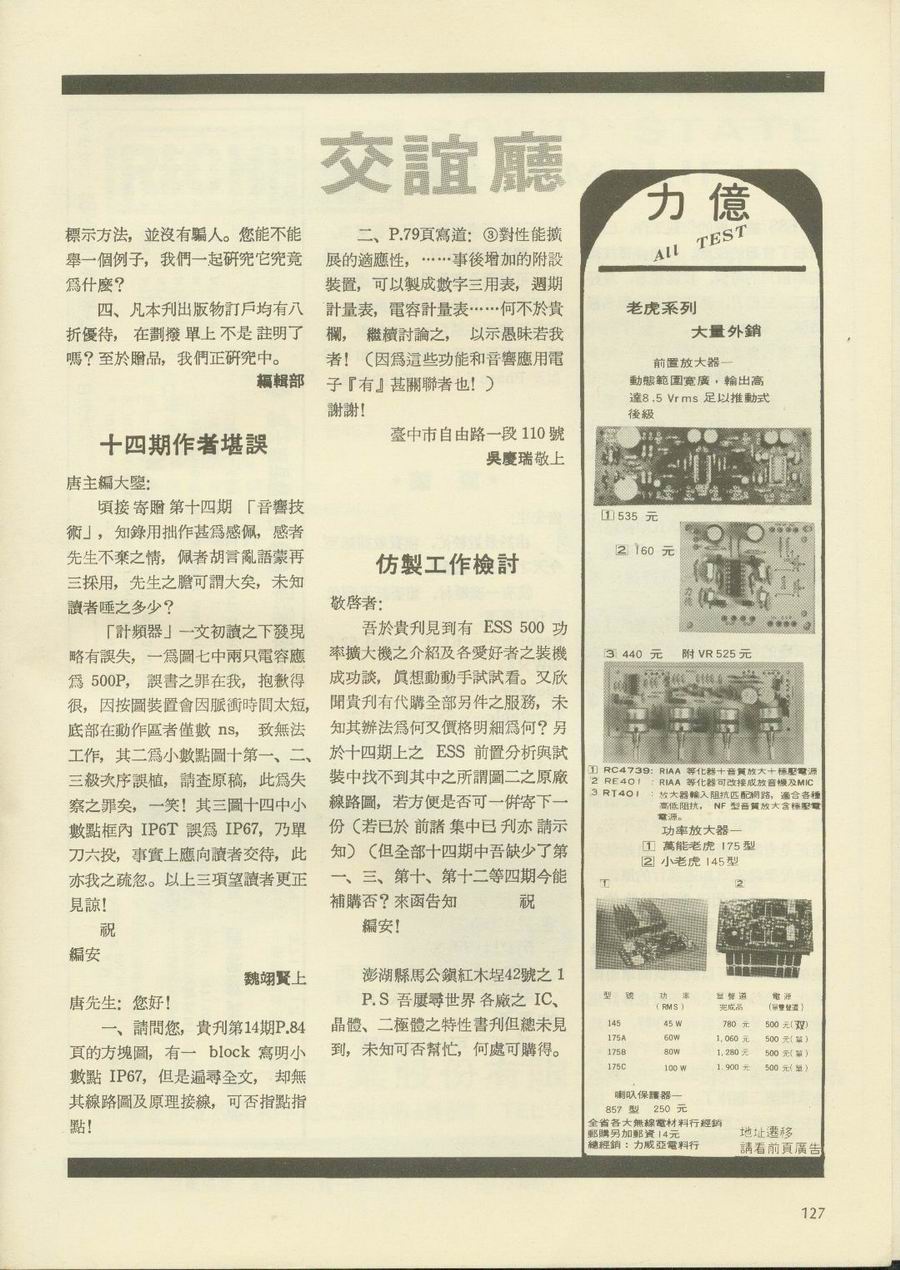 交誼廳
標示方法，並沒有騙人。您能不能
舉一個例子，我們一起研究它究竟
爲什麼？
四、凡本刋出版物訂戶均有八
折優待，在劃撥單上不是註明了
嗎？至於贈品，我們正研究中。
編輯部
十四期作者堪誤
唐主編大鑒：
頃接寄贈第十四期「音響技
術」，知錄用拙作甚爲感佩，感者
先生不棄之情，佩者胡言亂語蒙再
三採用，先生之膽可謂大矣，未知
讀者唾之多少？
「計頻器」一文初讀之下發現
略有誤失，一爲圖七中兩只電容應
爲 500P，誤書之罪在我，抱歉得
很，因按圖裝置會因脈衝時間太短，
底部在動作區者僅數 ns，致無法
工作，其二爲小數點圖十第一、二、
三級次序誤植，請查原稿，此爲失
察之罪矣，一笑！其三圖十四中小
數點框內 IP6T 誤爲 IP67，乃單
刀六投，事實上應向讀者交待，此
亦我之疏忽。以上三項望讀者更正
見諒！
祝
編安
魏翊賢上
唐先生：您好！
一、請問您，貴刋第14期P.84
頁的方塊圖，有一 block 寫明小
數點 IP67，但是遍尋全文，却無
其線路圖及原理接線，可否指點指
點！
二、P.79頁寫道：③對性能擴
展的適應性，……事後增加的附設
裝置，可以製成數字三用表，週期
計量表，電容計量表……何不於貴
欄，繼續討論之，以示愚昧若我
者！（因爲這些功能和音響應用電
子『有』甚關聯者也！）
謝謝！
臺中市自由路一段 110 號
吳慶瑞敬上
仿製工作檢討
敬啓者：
吾於貴刋見到有 ESS 500 功
率擴大機之介紹及各愛好者之裝機
成功談，眞想動動手試試看。又欣
聞貴刋有代購全部另件之服務，未
知其辦法爲何又價格明細爲何？另
於十四期上之 ESS 前置分析與試
裝中找不到其中之所謂圖二之原廠
線路圖，若方便是否可一倂寄下一
份（若已於前諸集中已刋亦請示
知）（但全部十四期中吾缺少了第
一、三、第十、第十二等四期今能
補購否？來函告知 祝
編安！
澎湖縣馬公鎭紅木埕42號之 1
P.S 吾屢尋世界各廠之 IC、
晶體、二極體之特性書刋但總未見
到，未知可否幫忙，何處可購得。
力億
All TEST
老虎系列
大量外銷
前置放大器—
動態範圍寬廣，輸出高
達8.5 Vrms 足以推動式
後級
1 535 元
2 160 元
3 440 元 附 VR 525 元
1 RC4739: RIAA 等化器十音質放大十穩壓電源
2 RE401 : RIAA 等化器可改接成放音機及MIC
3 RT401 : 放大器輸入阻抗匹配網路，適合各種
高低阻抗，NF 型音質放大含穩壓電
電源。
功率放大器—
1 萬能老虎 175 型
2 小老虎 145 型
1 2
型號 功率 單聲道 電源
(RMS) 完成品 (單雙聲道)
145 45 W 780 元 500 元(双)
175A 60W 1,060 元 500 元(單)
175B 80W 1,280 元 500 元(單)
175C 100 W 1.900 元 500 元(單)
喇叭保護器—
857 型 250 元
全省各大無線電材料行經銷
郵購另加郵資 14元
總經銷：力威亞電料行
地址遷移
請看前頁廣告
127